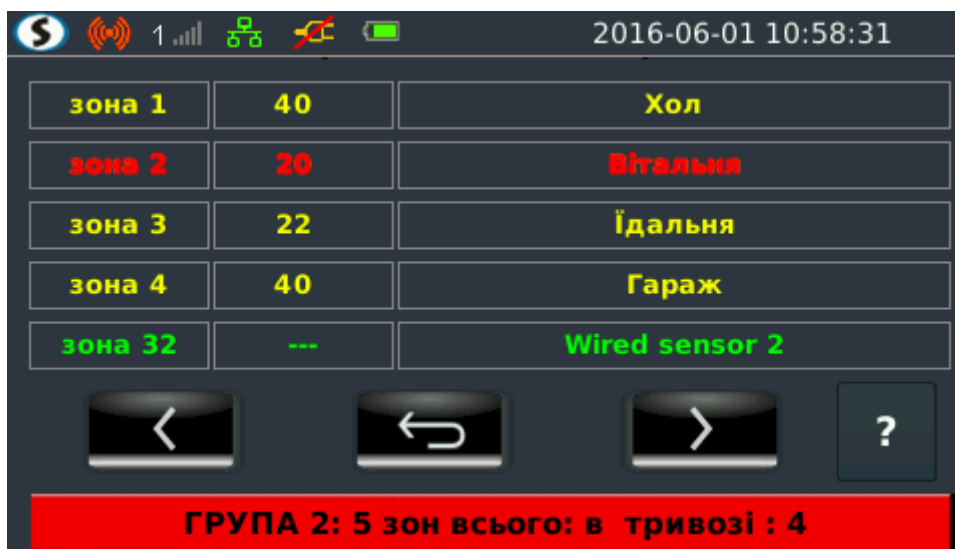 S 1 2016-06-01 10:58:31
зона 1 40 Хол
зона 2 20 Вітальня
зона 3 22 Їдальня
зона 4 40 Гараж
зона 32 --- Wired sensor 2
?
ГРУПА 2: 5 зон всього: в тривозі : 4